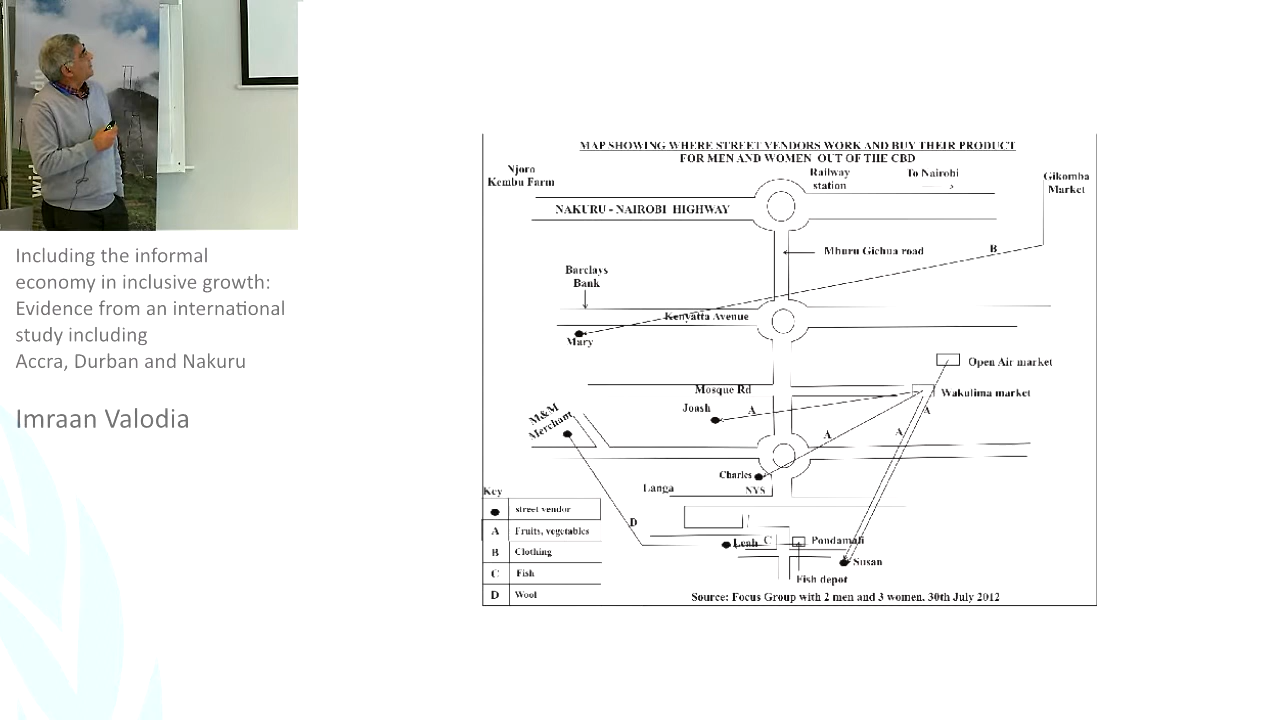 Including the informal
economy in inclusive growth:
Evidence from an international
study including
Accra, Durban and Nakuru
Imraan Valodia
MAP SHOWING WHERE STREET VENDORS WORK AND BUY THEIR PRODUCT
FOR MEN AND WOMEN OUT OF THE CBD
Njoro
Kembu Farm
Railway
station
To Nairobi
Gikomba
Market
NAKURU - NAIROBI HIGHWAY
Mburu Gichua road
B
Barclays
Bank
Kenyatta Avenue
Mary
Open Air market
Mosque Rd
Wakulima market
M&M
Merchant
Joash
A
A
A
A
Charles
Langa
NYS
D
Leah
C
Pondamali
Susan
Fish depot
Key
street vendor
A Fruits, vegetables
B Clothing
C Fish
D Wool
Source: Focus Group with 2 men and 3 women, 30th July 2012